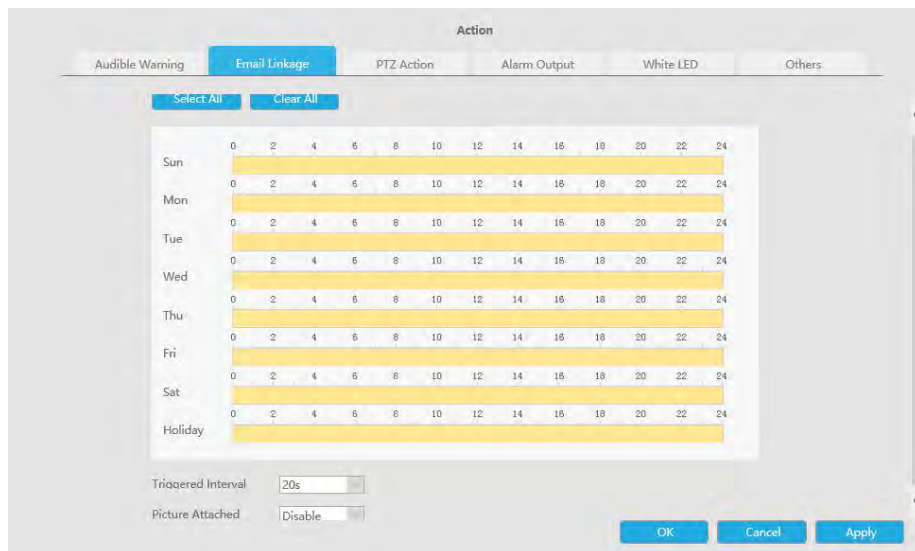 Action
Audible Warning Email Linkage PTZ Action Alarm Output White LED Others
Select All Clear All
0 2 4 6 8 10 12 14 16 18 20 22 24
Sun
0 2 4 6 8 10 12 14 16 18 20 22 24
Mon
0 2 4 6 8 10 12 14 16 18 20 22 24
Tue
0 2 4 6 8 10 12 14 16 18 20 22 24
Wed
0 2 4 6 8 10 12 14 16 18 20 22 24
Thu
0 2 4 6 8 10 12 14 16 18 20 22 24
Fri
0 2 4 6 8 10 12 14 16 18 20 22 24
Sat
0 2 4 6 8 10 12 14 16 18 20 22 24
Holiday
Triggered Interval 20s
Picture Attached Disable
OK Cancel Apply